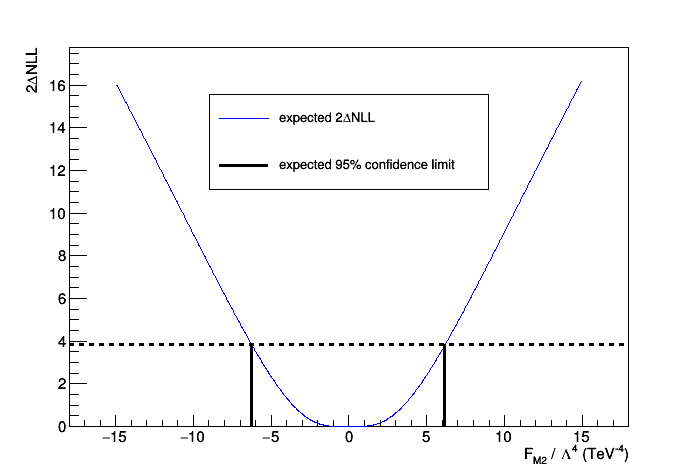 2ΔNLL
16
14
12
10
8
6
4
2
0
expected 2ΔNLL
expected 95% confidence limit
−15 −10 −5 0 5 10 15
F_M2 / Λ^4 (TeV^-4)